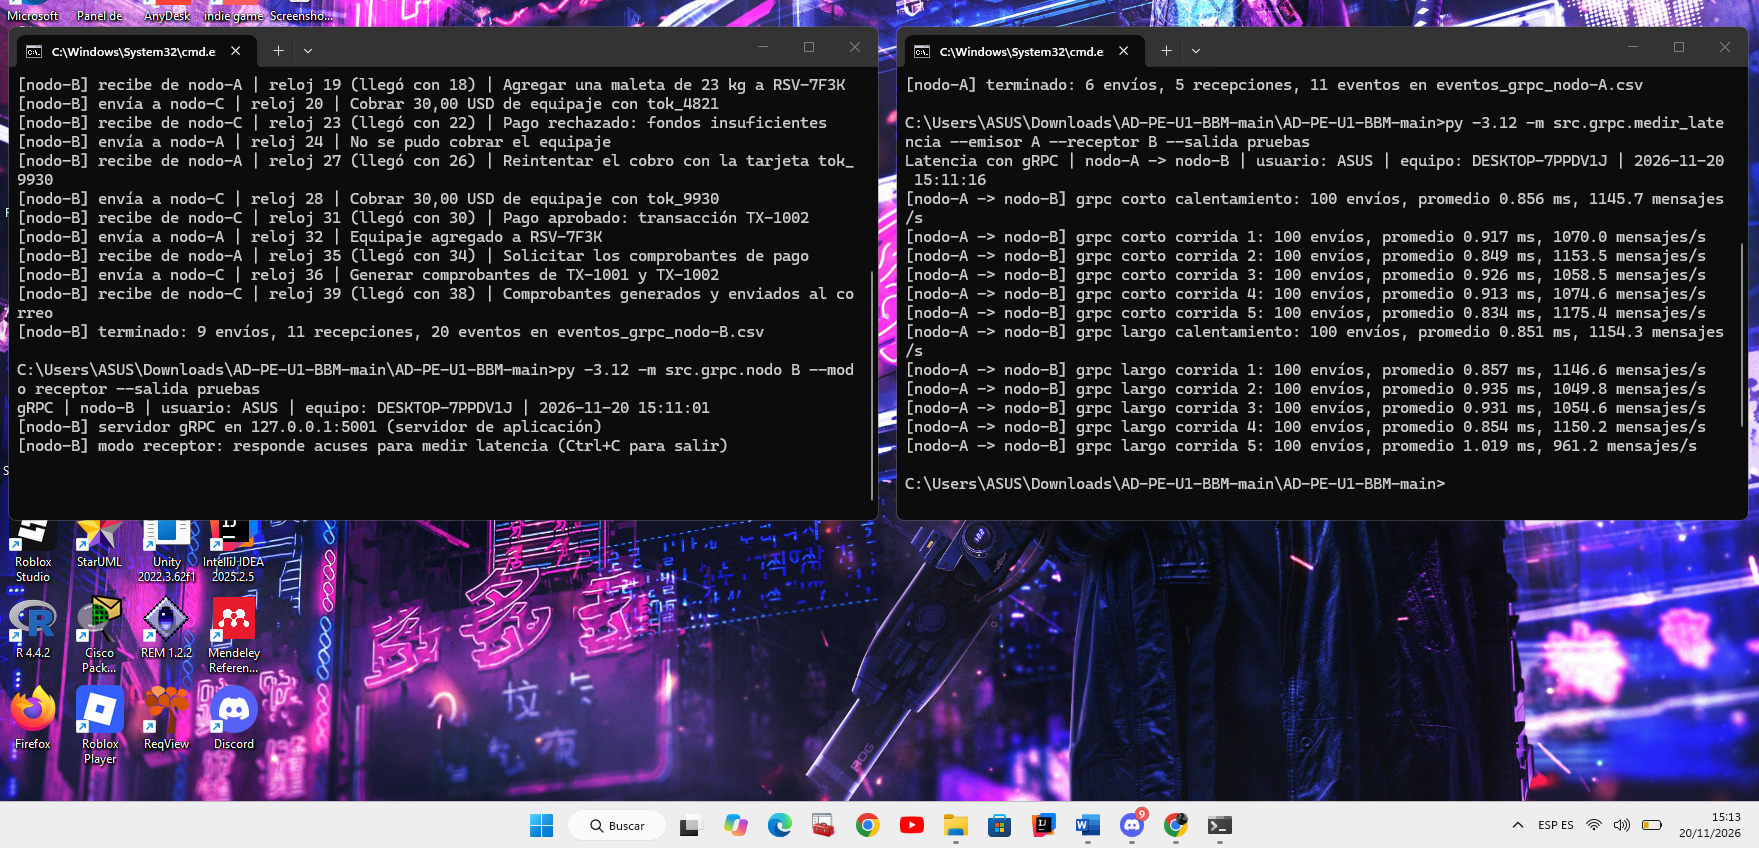 Microsoft
Panel de
AnyDesk
indie game
Screensho...
C:\Windows\System32\cmd.e
[nodo-B] recibe de nodo-A | reloj 19 (llegó con 18) | Agregar una maleta de 23 kg a RSV-7F3K
[nodo-B] envía a nodo-C | reloj 20 | Cobrar 30,00 USD de equipaje con tok_4821
[nodo-B] recibe de nodo-C | reloj 23 (llegó con 22) | Pago rechazado: fondos insuficientes
[nodo-B] envía a nodo-A | reloj 24 | No se pudo cobrar el equipaje
[nodo-B] recibe de nodo-A | reloj 27 (llegó con 26) | Reintentar el cobro con la tarjeta tok_
9930
[nodo-B] envía a nodo-C | reloj 28 | Cobrar 30,00 USD de equipaje con tok_9930
[nodo-B] recibe de nodo-C | reloj 31 (llegó con 30) | Pago aprobado: transacción TX-1002
[nodo-B] envía a nodo-A | reloj 32 | Equipaje agregado a RSV-7F3K
[nodo-B] recibe de nodo-A | reloj 35 (llegó con 34) | Solicitar los comprobantes de pago
[nodo-B] envía a nodo-C | reloj 36 | Generar comprobantes de TX-1001 y TX-1002
[nodo-B] recibe de nodo-C | reloj 39 (llegó con 38) | Comprobantes generados y enviados al co
rreo
[nodo-B] terminado: 9 envíos, 11 recepciones, 20 eventos en eventos_grpc_nodo-B.csv
C:\Users\ASUS\Downloads\AD-PE-U1-BBM-main\AD-PE-U1-BBM-main>py -3.12 -m src.grpc.nodo B --mod
o receptor --salida pruebas
gRPC | nodo-B | usuario: ASUS | equipo: DESKTOP-7PPDV1J | 2026-11-20 15:11:01
[nodo-B] servidor gRPC en 127.0.0.1:5001 (servidor de aplicación)
[nodo-B] modo receptor: responde acuses para medir latencia (Ctrl+C para salir)
C:\Windows\System32\cmd.e
[nodo-A] terminado: 6 envíos, 5 recepciones, 11 eventos en eventos_grpc_nodo-A.csv
C:\Users\ASUS\Downloads\AD-PE-U1-BBM-main\AD-PE-U1-BBM-main>py -3.12 -m src.grpc.medir_late
ncia --emisor A --receptor B --salida pruebas
Latencia con gRPC | nodo-A -> nodo-B | usuario: ASUS | equipo: DESKTOP-7PPDV1J | 2026-11-20
15:11:16
[nodo-A -> nodo-B] grpc corto calentamiento: 100 envíos, promedio 0.856 ms, 1145.7 mensajes
/s
[nodo-A -> nodo-B] grpc corto corrida 1: 100 envíos, promedio 0.917 ms, 1070.0 mensajes/s
[nodo-A -> nodo-B] grpc corto corrida 2: 100 envíos, promedio 0.849 ms, 1153.5 mensajes/s
[nodo-A -> nodo-B] grpc corto corrida 3: 100 envíos, promedio 0.926 ms, 1058.5 mensajes/s
[nodo-A -> nodo-B] grpc corto corrida 4: 100 envíos, promedio 0.913 ms, 1074.6 mensajes/s
[nodo-A -> nodo-B] grpc corto corrida 5: 100 envíos, promedio 0.834 ms, 1175.4 mensajes/s
[nodo-A -> nodo-B] grpc largo calentamiento: 100 envíos, promedio 0.851 ms, 1154.3 mensajes
/s
[nodo-A -> nodo-B] grpc largo corrida 1: 100 envíos, promedio 0.857 ms, 1146.6 mensajes/s
[nodo-A -> nodo-B] grpc largo corrida 2: 100 envíos, promedio 0.935 ms, 1049.8 mensajes/s
[nodo-A -> nodo-B] grpc largo corrida 3: 100 envíos, promedio 0.931 ms, 1054.6 mensajes/s
[nodo-A -> nodo-B] grpc largo corrida 4: 100 envíos, promedio 0.854 ms, 1150.2 mensajes/s
[nodo-A -> nodo-B] grpc largo corrida 5: 100 envíos, promedio 1.019 ms, 961.2 mensajes/s
C:\Users\ASUS\Downloads\AD-PE-U1-BBM-main\AD-PE-U1-BBM-main>
Roblox
Studio
StarUML
Unity
2022.3.62f1
IntelliJ IDEA
2025.2.5
R 4.4.2
Cisco
Pack...
REM 1.2.2
Mendeley
Referen...
Firefox
Roblox
Player
ReqView
Discord
Buscar
9
ESP ES
15:13
20/11/2026